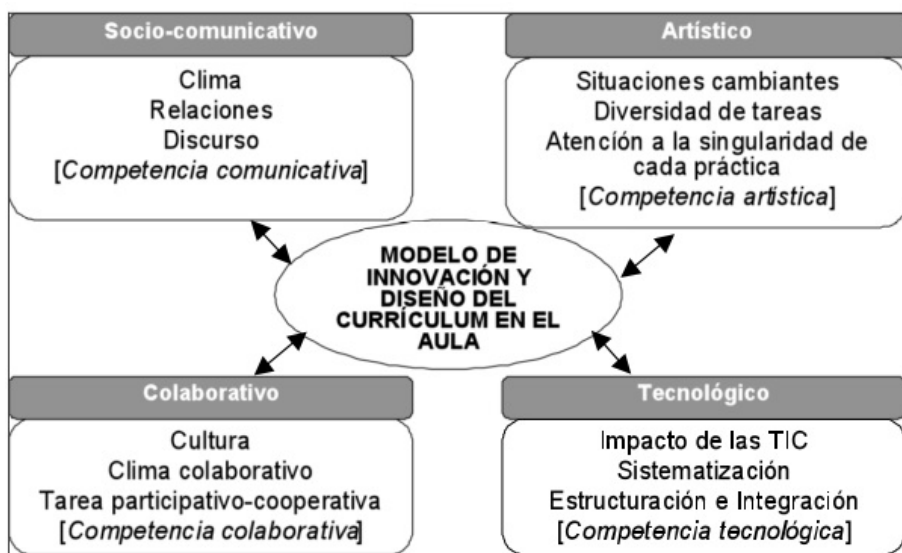 Socio-comunicativo
Clima
Relaciones
Discurso
[Competencia comunicativa]
Artístico
Situaciones cambiantes
Diversidad de tareas
Atención a la singularidad de
cada práctica
[Competencia artística]
MODELO DE
INNOVACIÓN Y
DISEÑO DEL
CURRÍCULUM EN EL
AULA
Colaborativo
Cultura
Clima colaborativo
Tarea participativo-cooperativa
[Competencia colaborativa]
Tecnológico
Impacto de las TIC
Sistematización
Estructuración e Integración
[Competencia tecnológica]